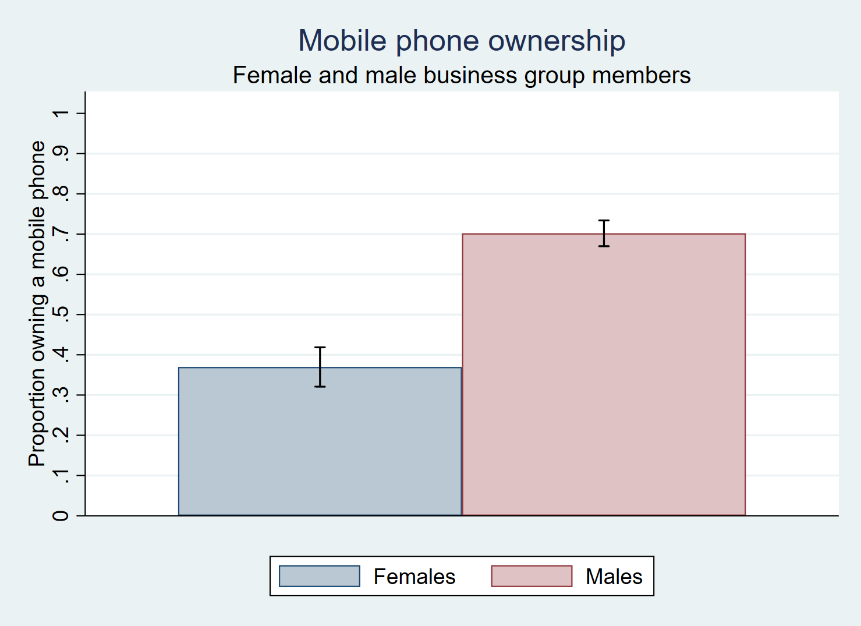 Mobile phone ownership
Female and male business group members
Proportion owning a mobile phone
1
.9
.8
.7
.6
.5
.4
.3
.2
.1
0
Females
Males